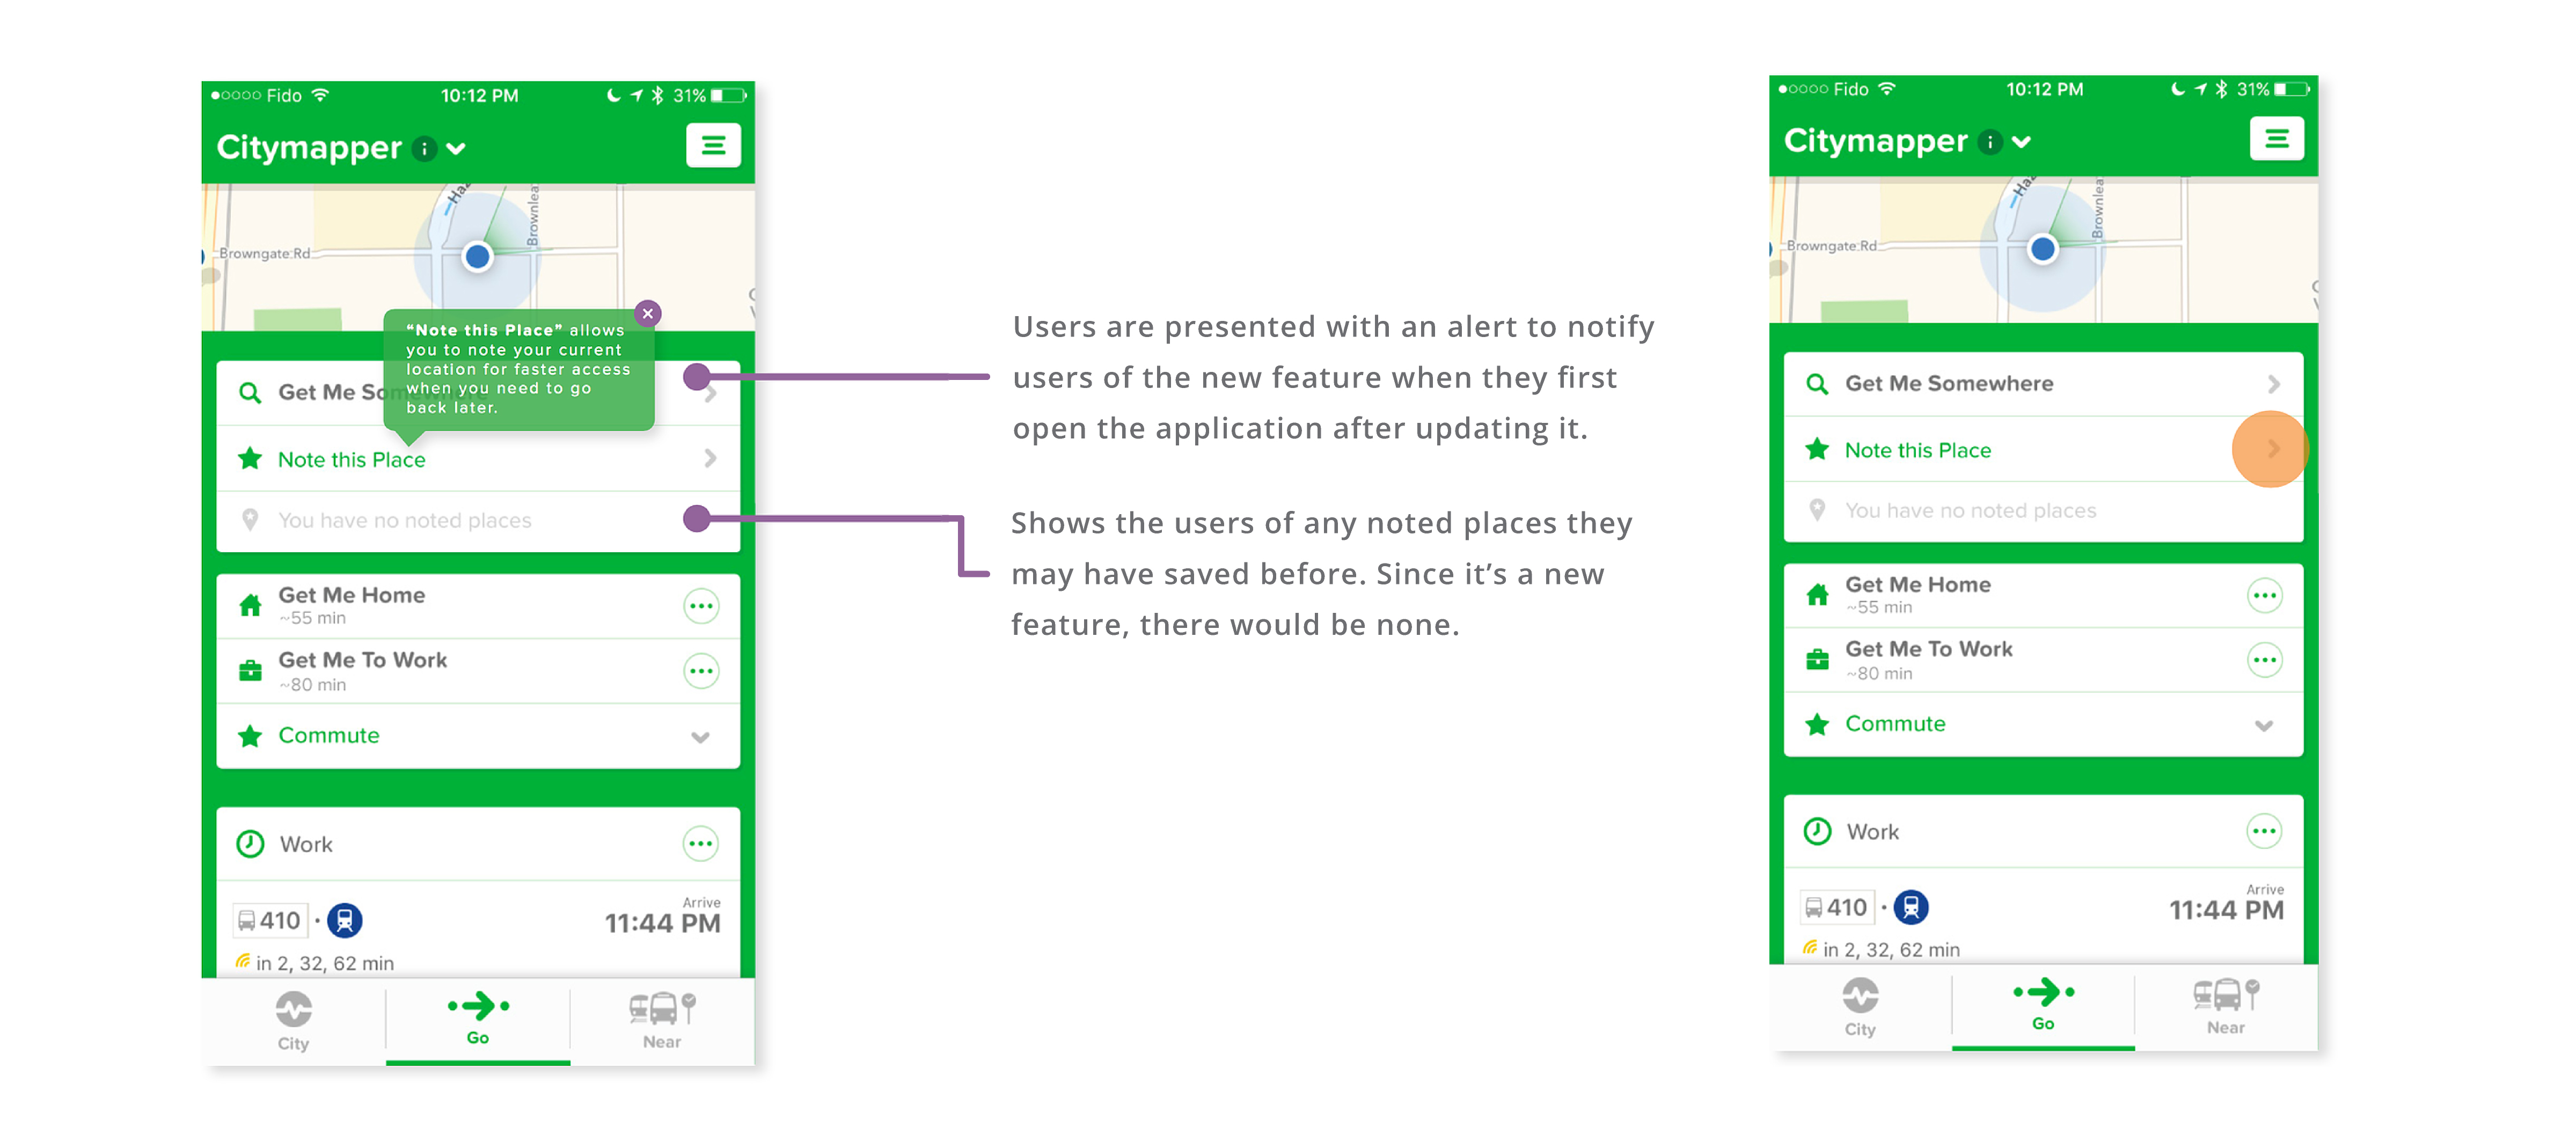 Fido 10:12 PM 31%
Citymapper i
Haz
Brownlea
Browngate Rd
“Note this Place” allows
you to note your current
location for faster access
when you need to go
back later.
Get Me So
Note this Place
You have no noted places
Get Me Home
~55 min
Get Me To Work
~80 min
Commute
Work
Arrive
410 · 11:44 PM
in 2, 32, 62 min
City Go Near
Users are presented with an alert to notify
users of the new feature when they first
open the application after updating it.
Shows the users of any noted places they
may have saved before. Since it’s a new
feature, there would be none.
Fido 10:12 PM 31%
Citymapper i
Haz
Brownlea
Browngate Rd
Get Me Somewhere
Note this Place
You have no noted places
Get Me Home
~55 min
Get Me To Work
~80 min
Commute
Work
Arrive
410 · 11:44 PM
in 2, 32, 62 min
City Go Near